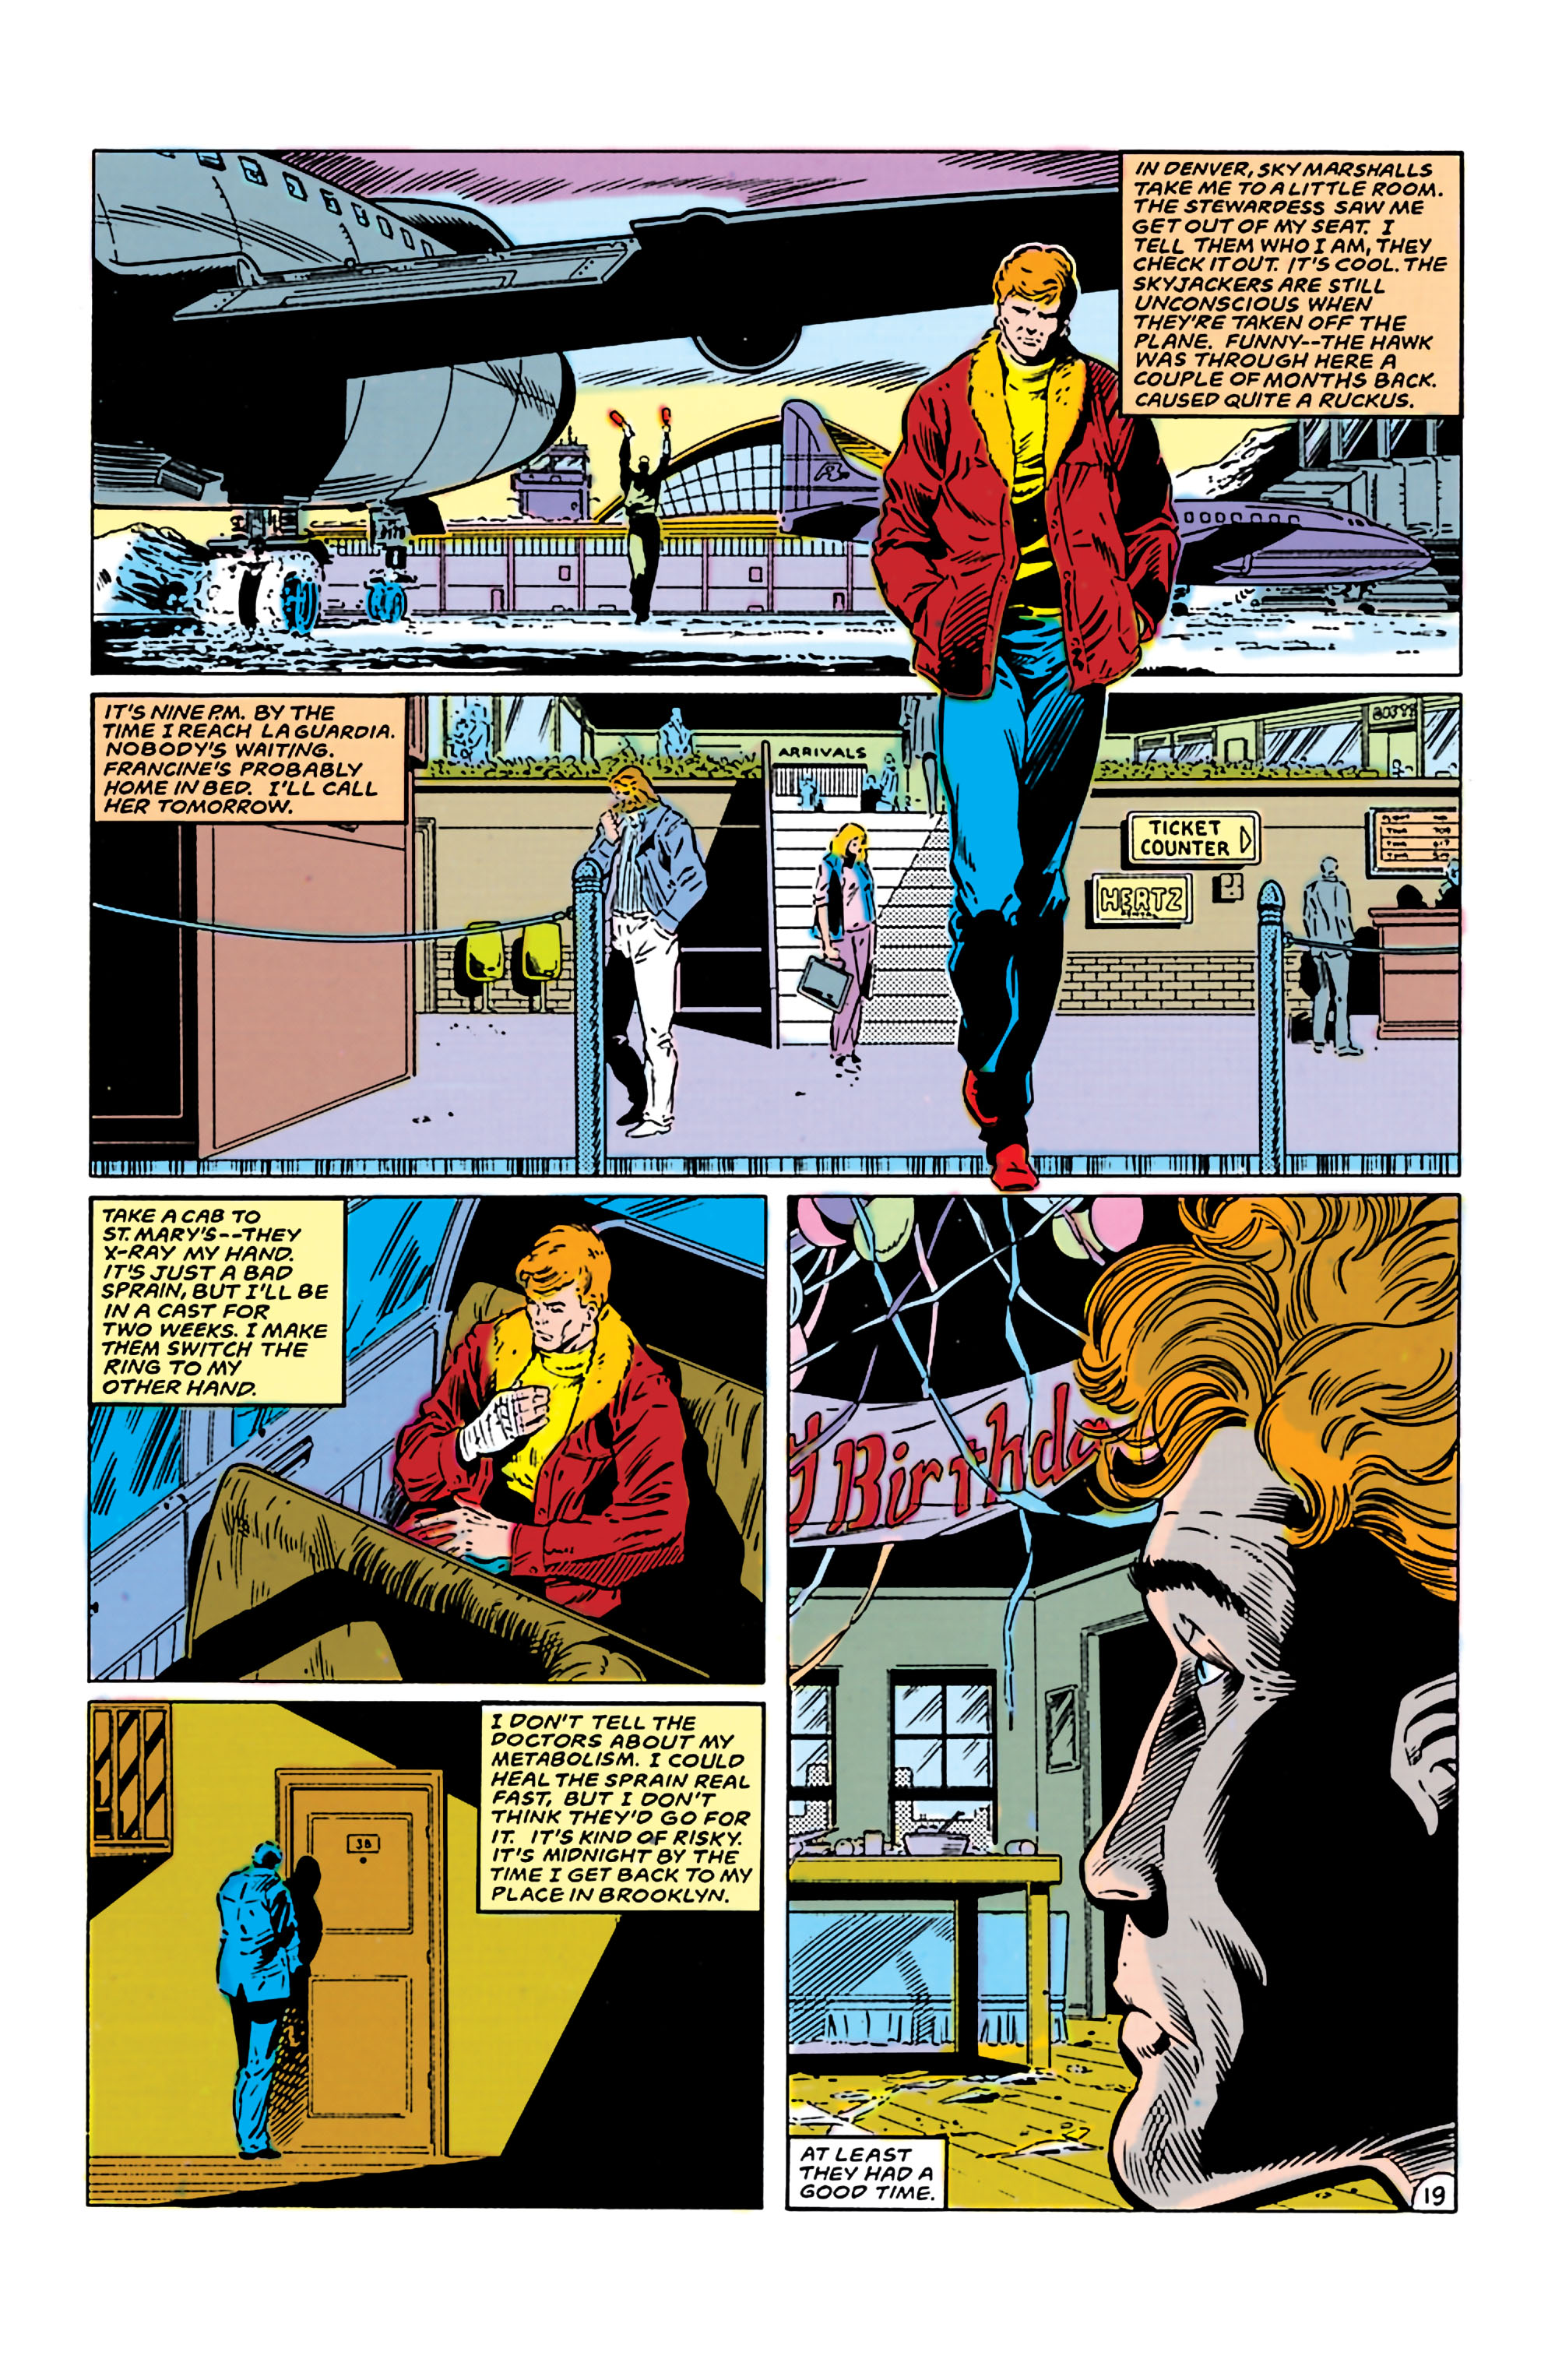 IN DENVER, SKY MARSHALLS
TAKE ME TO A LITTLE ROOM.
THE STEWARDESS SAW ME
GET OUT OF MY SEAT. I
TELL THEM WHO I AM, THEY
CHECK IT OUT. IT'S COOL. THE
SKYJACKERS ARE STILL
UNCONSCIOUS WHEN
THEY'RE TAKEN OFF THE
PLANE. FUNNY--THE HAWK
WAS THROUGH HERE A
COUPLE OF MONTHS BACK.
CAUSED QUITE A RUCKUS.
IT'S NINE P.M. BY THE
TIME I REACH LA GUARDIA.
NOBODY'S WAITING.
FRANCINE'S PROBABLY
HOME IN BED. I'LL CALL
HER TOMORROW.
ARRIVALS
TICKET
COUNTER
HERTZ
TAKE A CAB TO
ST. MARY'S--THEY
X-RAY MY HAND.
IT'S JUST A BAD
SPRAIN, BUT I'LL BE
IN A CAST FOR
TWO WEEKS. I MAKE
THEM SWITCH THE
RING TO MY
OTHER HAND.
I DON'T TELL THE
DOCTORS ABOUT MY
METABOLISM. I COULD
HEAL THE SPRAIN REAL
FAST, BUT I DON'T
THINK THEY'D GO FOR
IT. IT'S KIND OF RISKY.
IT'S MIDNIGHT BY THE
TIME I GET BACK TO MY
PLACE IN BROOKLYN.
3B
Birthda
AT LEAST
THEY HAD A
GOOD TIME.
19